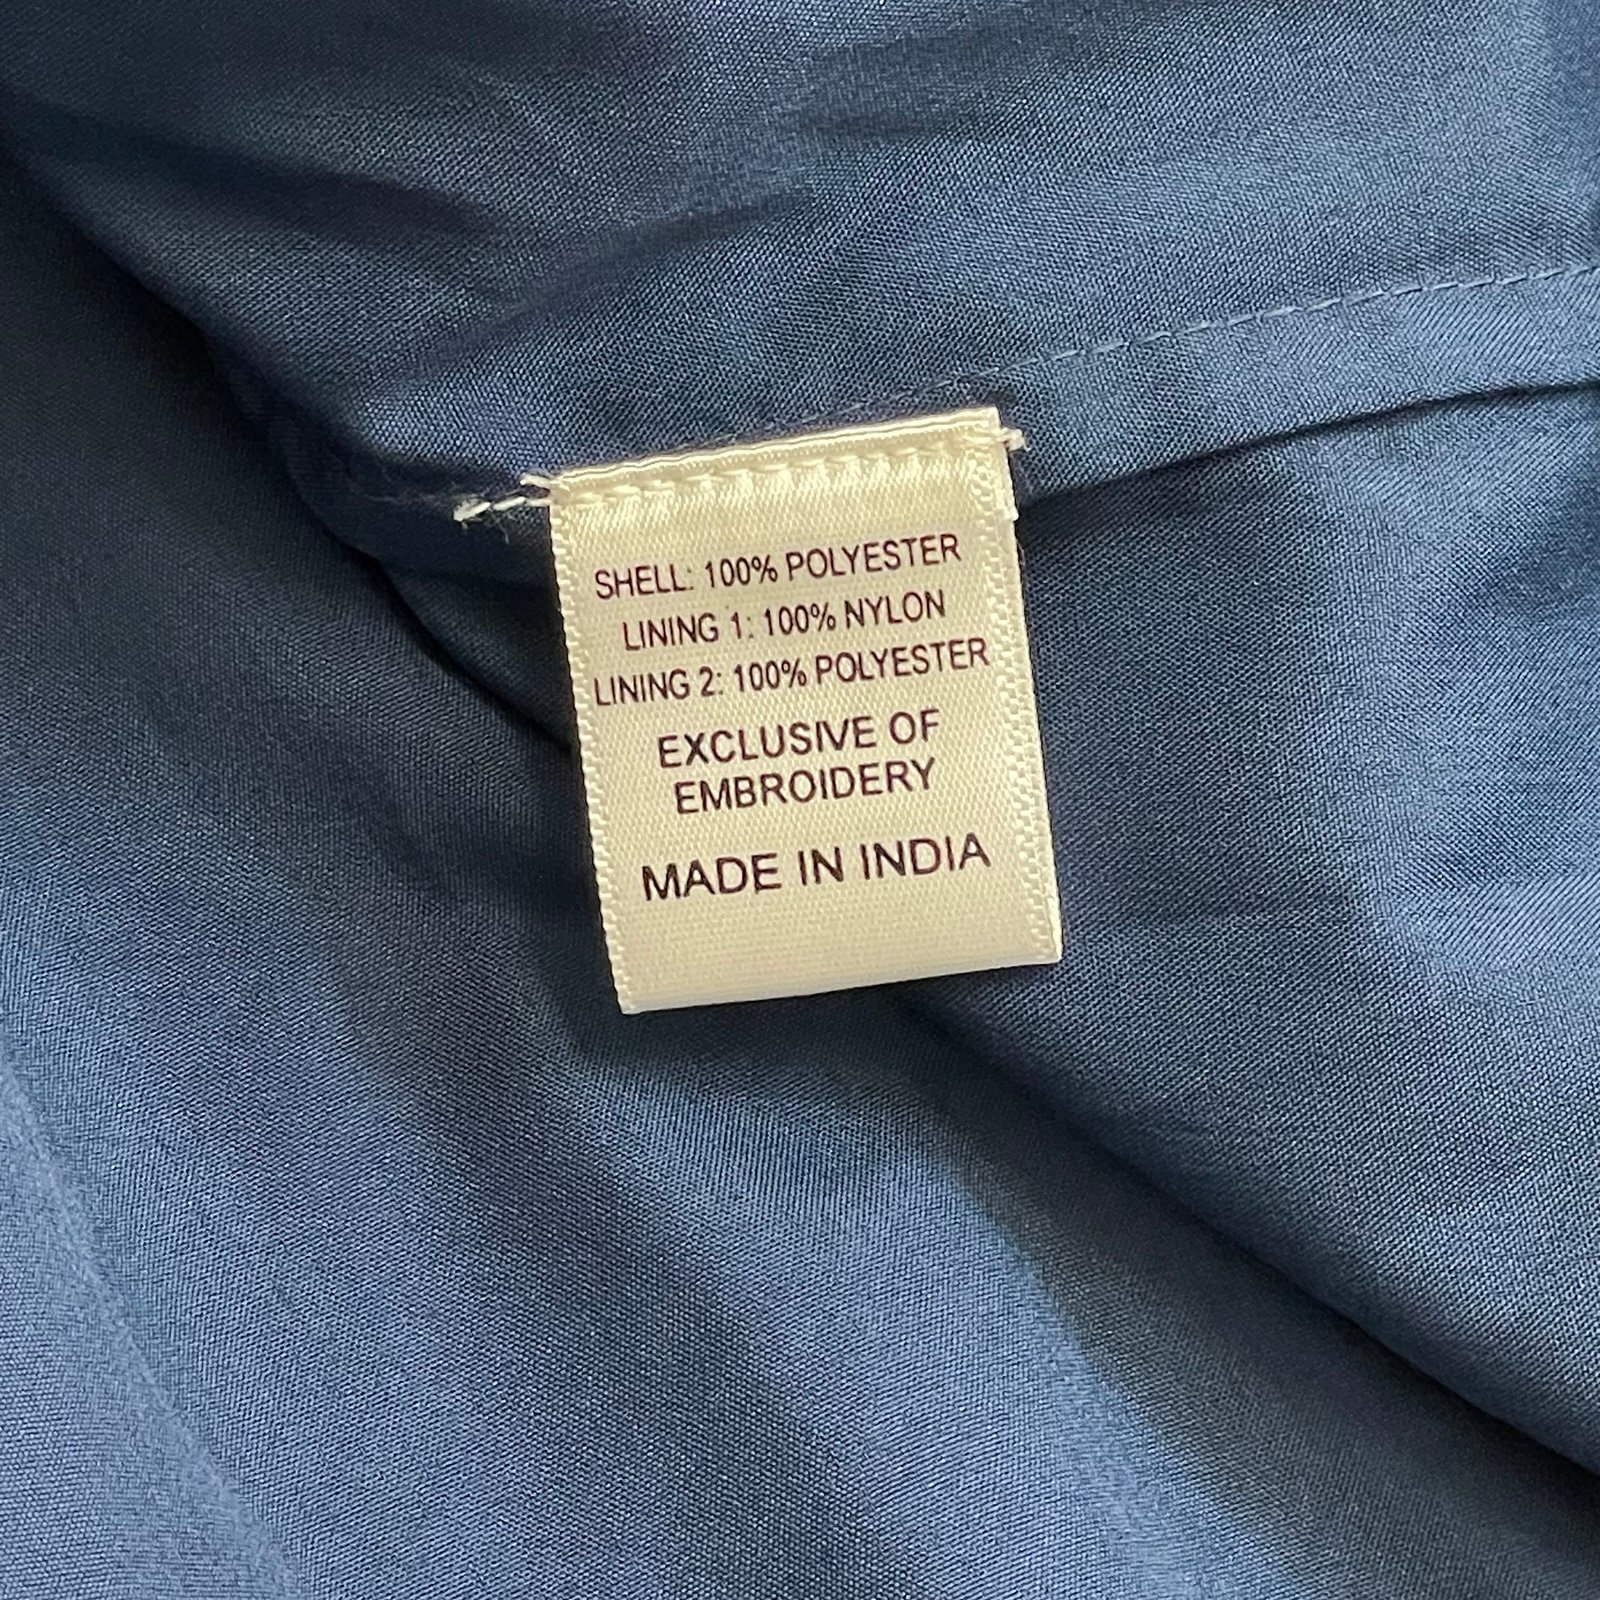 SHELL: 100% POLYESTER
LINING 1: 100% NYLON
LINING 2: 100% POLYESTER
EXCLUSIVE OF
EMBROIDERY
MADE IN INDIA